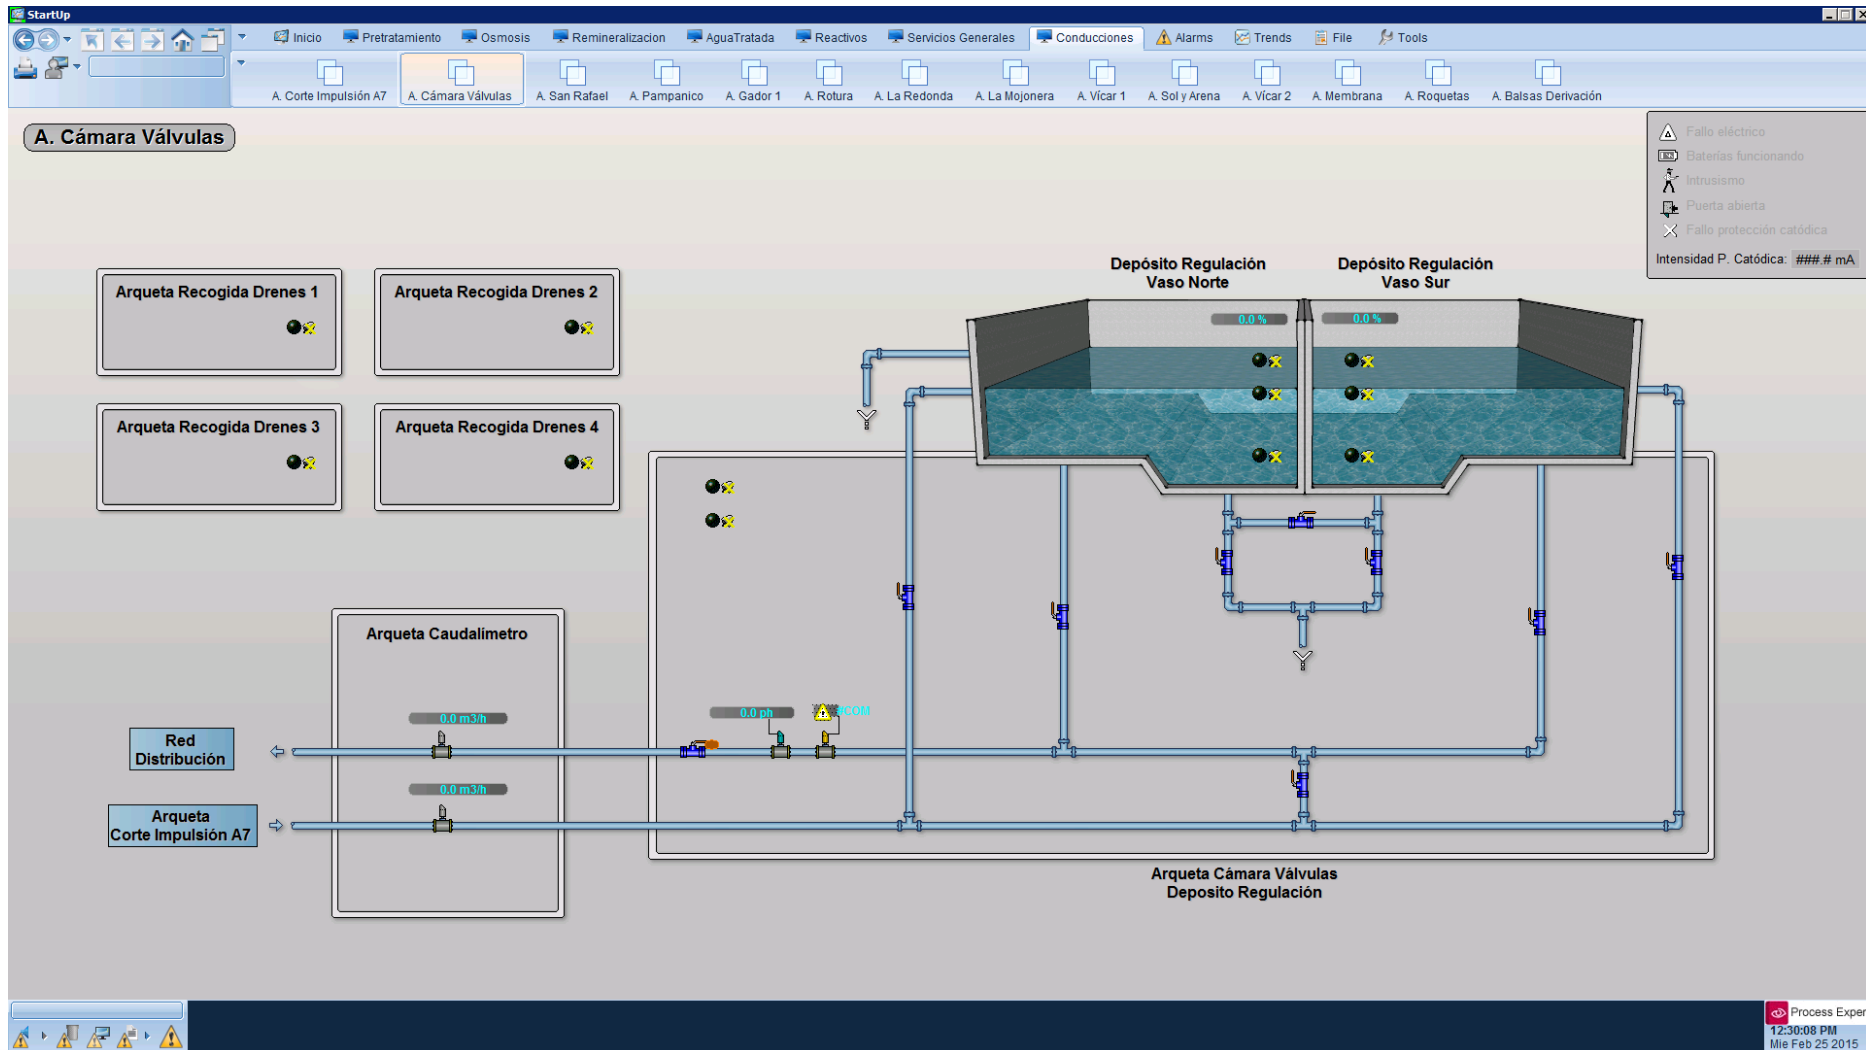 StartUp
Inicio
Pretratamiento
Osmosis
Remineralizacion
AguaTratada
Reactivos
Servicios Generales
Conducciones
Alarms
Trends
File
Tools
A. Corte Impulsión A7
A. Cámara Válvulas
A. San Rafael
A. Pampanico
A. Gador 1
A. Rotura
A. La Redonda
A. La Mojonera
A. Vícar 1
A. Sol y Arena
A. Vícar 2
A. Membrana
A. Roquetas
A. Balsas Derivación
A. Cámara Válvulas
Fallo eléctrico
Baterías funcionando
Intrusismo
Puerta abierta
Fallo protección catódica
Intensidad P. Catódica: ###.# mA
Depósito Regulación
Vaso Norte
Depósito Regulación
Vaso Sur
0.0 %
0.0 %
Arqueta Recogida Drenes 1
Arqueta Recogida Drenes 2
Arqueta Recogida Drenes 3
Arqueta Recogida Drenes 4
Arqueta Caudalímetro
0.0 m3/h
0.0 ph
#COM
Red
Distribución
0.0 m3/h
Arqueta
Corte Impulsión A7
Arqueta Cámara Válvulas
Deposito Regulación
Process Exper
12:30:08 PM
Mie Feb 25 2015